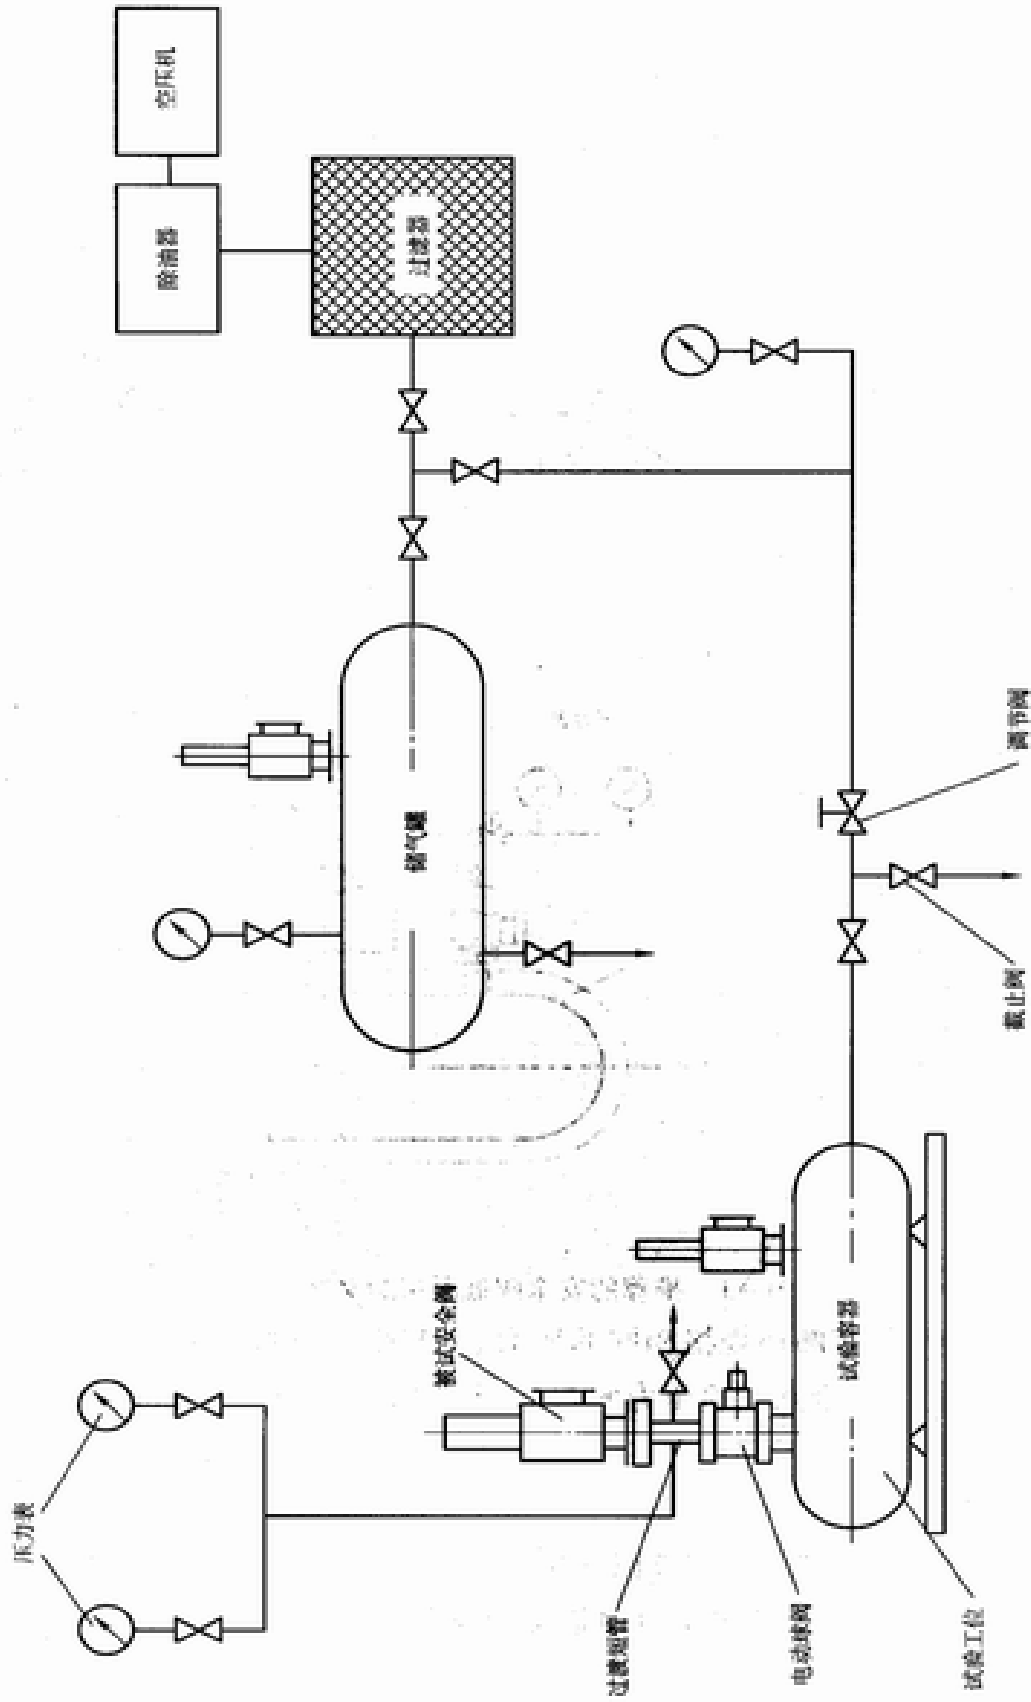 空压机
除油器
过滤器
储气罐
调节阀
截止阀
被试安全阀
试验容器
压力表
过渡短管
电动球阀
试验工位